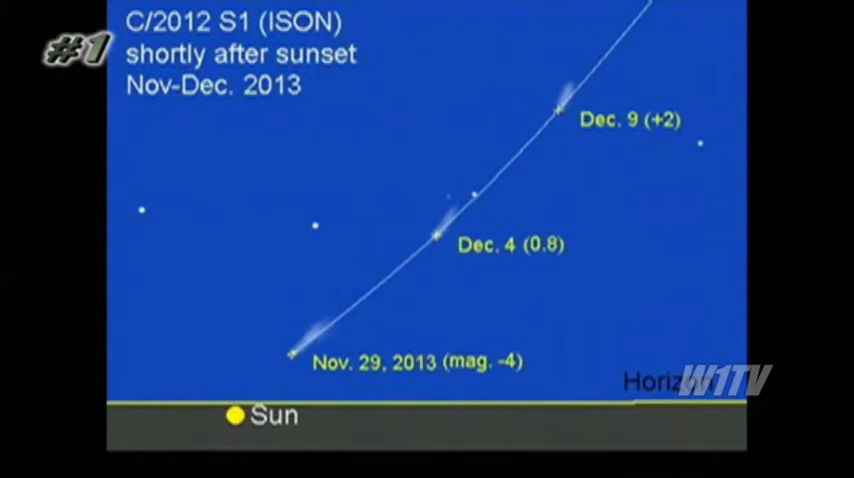 #1
C/2012 S1 (ISON)
shortly after sunset
Nov-Dec. 2013
Dec. 9 (+2)
Dec. 4 (0.8)
Nov. 29, 2013 (mag. -4)
Horizon
W1TV
Sun